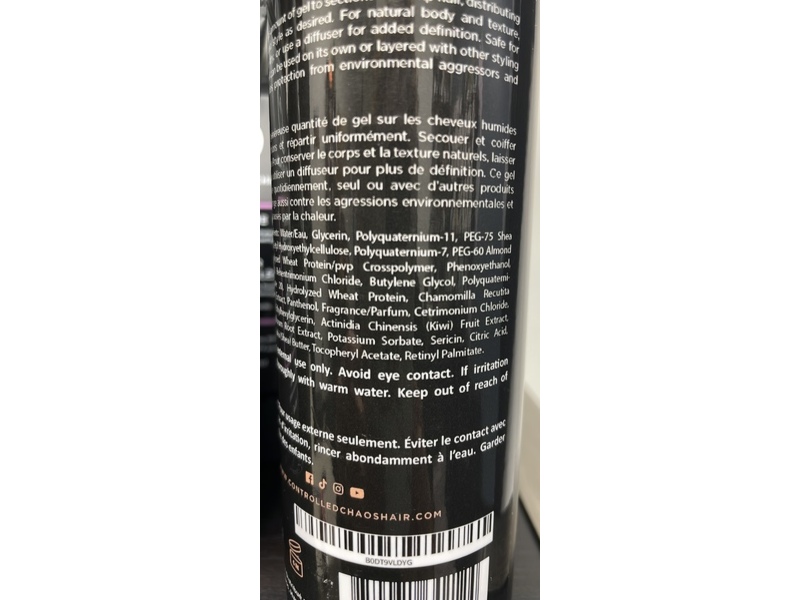 amount of gel to sections hair, distributing
style as desired. For natural body and texture,
or use a diffuser for added definition. Safe for
be used on its own or layered with other styling
protection from environmental aggressors and
quantité de gel sur les cheveux humides
et répartir uniformément. Secouer et coiffer
conserver le corps et la texture naturels, laisser
un diffuseur pour plus de définition. Ce gel
quotidiennement, seul ou avec d'autres produits
aussi contre les agressions environnementales et
par la chaleur.
Water/Eau, Glycerin, Polyquaternium-11, PEG-75 Shea
Hydroxyethylcellulose, Polyquaternium-7, PEG-60 Almond
Wheat Protein/pvp Crosspolymer, Phenoxyethanol,
Chloride, Butylene Glycol, Polyquaterni-
Hydrolyzed Wheat Protein, Chamomilla Recutita
Panthenol, Fragrance/Parfum, Cetrimonium Chloride,
Actinidia Chinensis (Kiwi) Fruit Extract,
Root Extract, Potassium Sorbate, Sericin, Citric Acid,
Butter, Tocopheryl Acetate, Retinyl Palmitate.
use only. Avoid eye contact. If irritation
with warm water. Keep out of reach of
usage externe seulement. Éviter le contact avec
d'irritation, rincer abondamment à l'eau. Garder
des enfants.
WWW.CONTROLLEDCHAOSHAIR.COM
B0DT9VLDYG